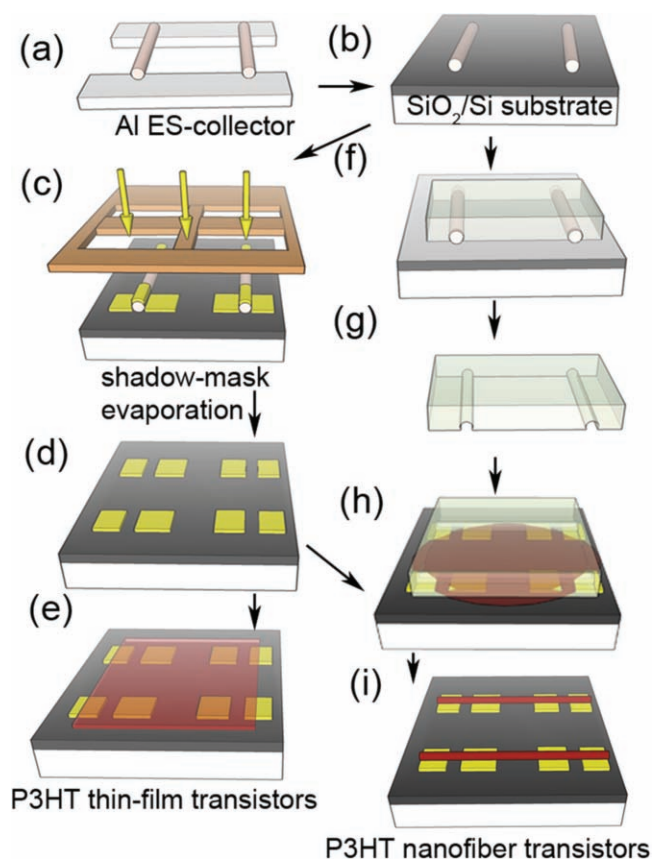 (a)
(b)
Al ES-collector
SiO₂/Si substrate
(c)
(f)
(g)
shadow-mask
evaporation
(d)
(h)
(e)
(i)
P3HT thin-film transistors
P3HT nanofiber transistors